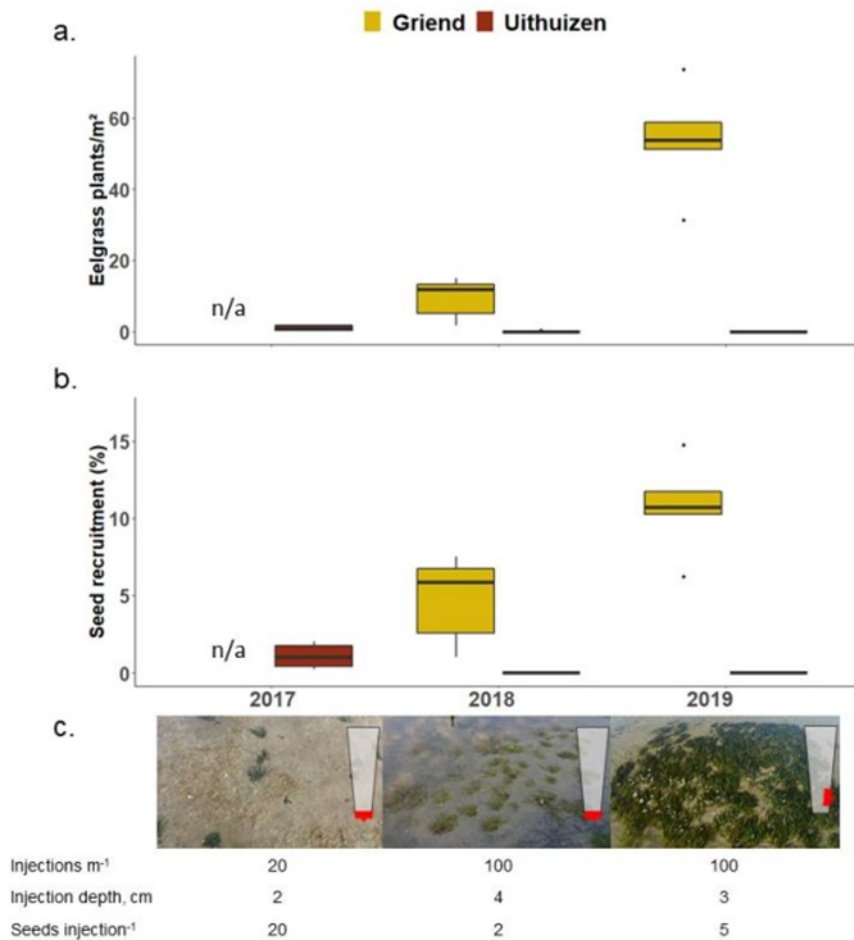 Griend Uithuizen
a.
Eelgrass plants/m²
60
40
20
0
n/a
b.
Seed recruitment (%)
15
10
5
0
n/a
2017 2018 2019
c.
Injections m⁻¹ 20 100 100
Injection depth, cm 2 4 3
Seeds injection⁻¹ 20 2 5